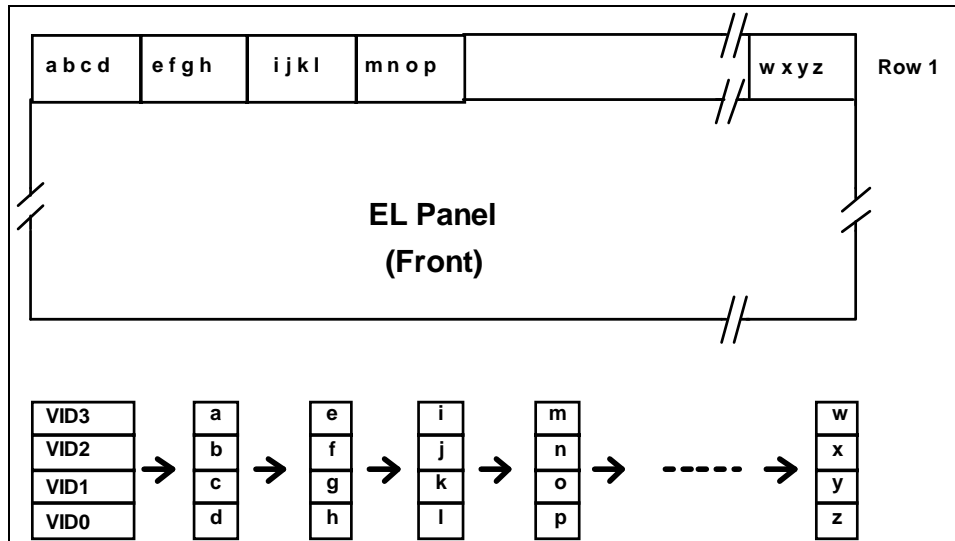 a b c d e f g h i j k l m n o p w x y z Row 1
EL Panel
(Front)
VID3 a e i m w
VID2 b f j n x
VID1 c g k o y
VID0 d h l p z